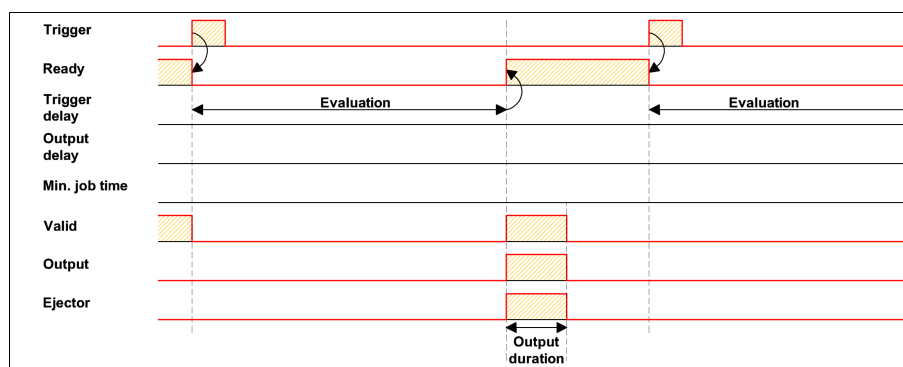 Trigger
Ready
Evaluation
Evaluation
Trigger
delay
Output
delay
Min. job time
Valid
Output
Ejector
Output
duration